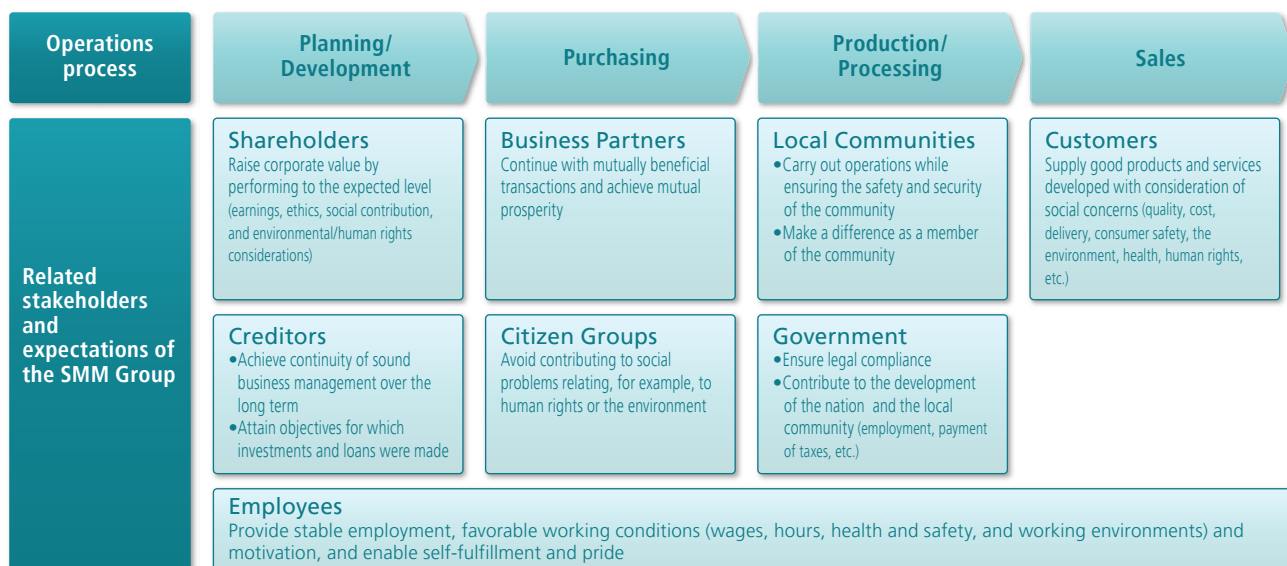 Operations
process
Planning/
Development
Purchasing
Production/
Processing
Sales
Related
stakeholders
and
expectations of
the SMM Group
Shareholders
Raise corporate value by
performing to the expected level
(earnings, ethics, social contribution,
and environmental/human rights
considerations)
Business Partners
Continue with mutually beneficial
transactions and achieve mutual
prosperity
Local Communities
•Carry out operations while
ensuring the safety and security
of the community
•Make a difference as a member
of the community
Customers
Supply good products and services
developed with consideration of
social concerns (quality, cost,
delivery, consumer safety, the
environment, health, human rights,
etc.)
Creditors
•Achieve continuity of sound
business management over the
long term
•Attain objectives for which
investments and loans were made
Citizen Groups
Avoid contributing to social
problems relating, for example, to
human rights or the environment
Government
•Ensure legal compliance
•Contribute to the development
of the nation and the local
community (employment, payment
of taxes, etc.)
Employees
Provide stable employment, favorable working conditions (wages, hours, health and safety, and working environments) and
motivation, and enable self-fulfillment and pride